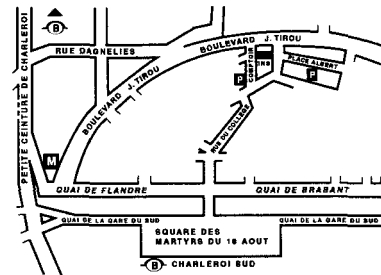 B
RUE DAGNELIES
BOULEVARD J. TIROU
PETITE CEINTURE DE CHARLEROI
BOULEVARD J. TIROU
COMPTOIR
P
PLACE ALBERT
P
RUE DU COLLÈGE
M
QUAI DE FLANDRE
QUAI DE BRABANT
QUAI DE LA GARE DU SUD
QUAI DE LA GARE DU SUD
SQUARE DES
MARTYRS DU 18 AOUT
B CHARLEROI SUD